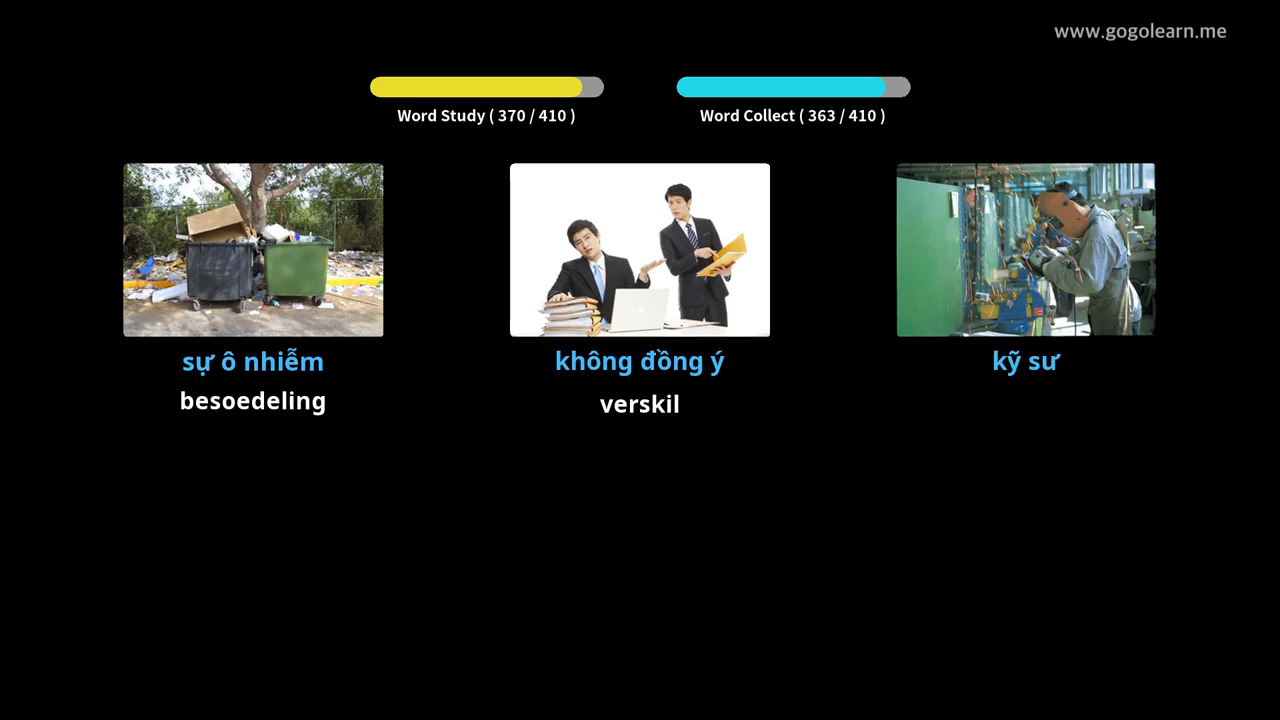 www.gogolearn.me
Word Study ( 370 / 410 )
Word Collect ( 363 / 410 )
sự ô nhiễm
besoedeling
không đồng ý
verskil
kỹ sư